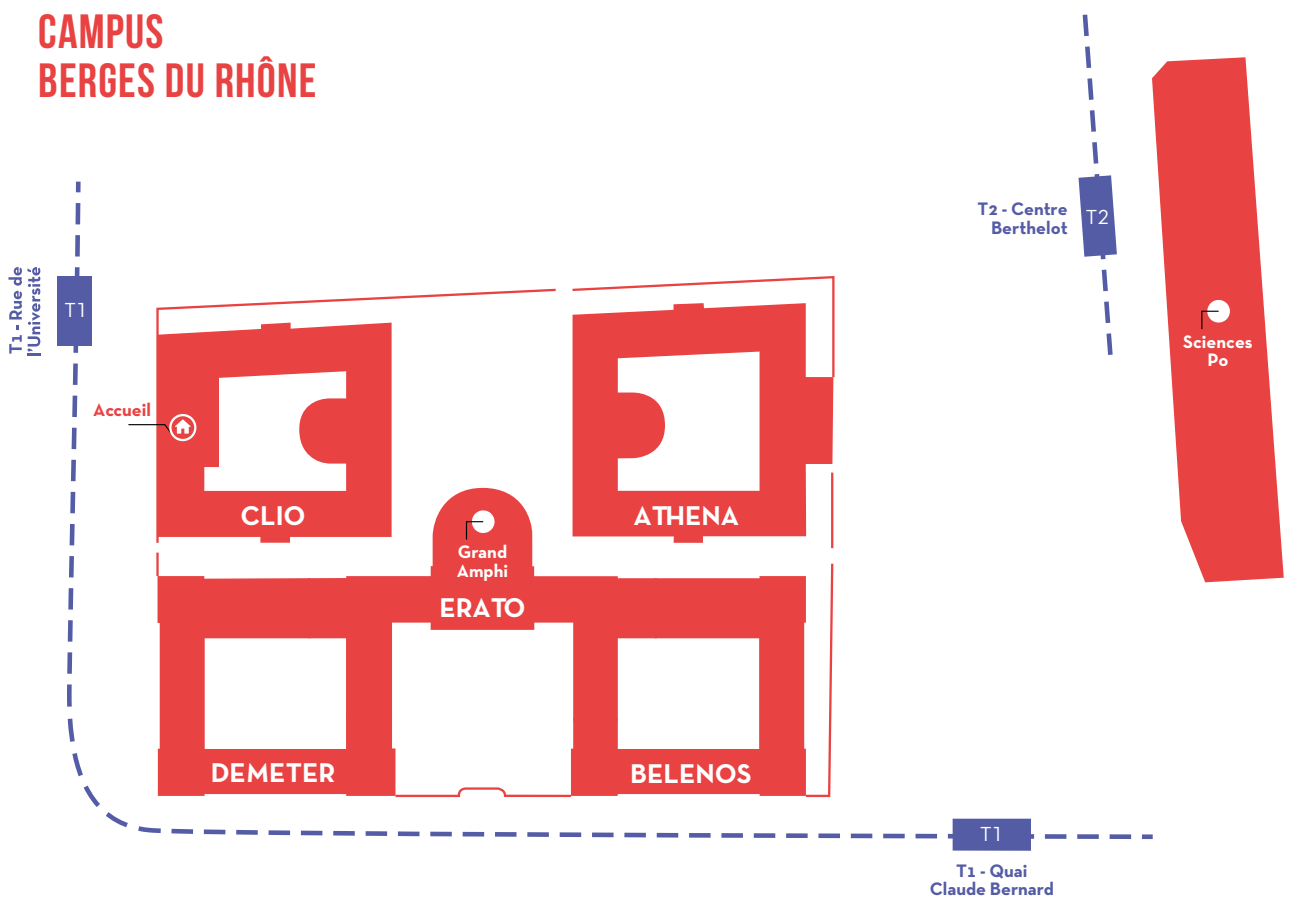 CAMPUS
BERGES DU RHÔNE
T2 - Centre
Berthelot
T2
T1 - Rue de
l'Université
T1
Sciences
Po
Accueil
CLIO
ATHENA
Grand
Amphi
ERATO
DEMETER
BELENOS
T1
T1 - Quai
Claude Bernard